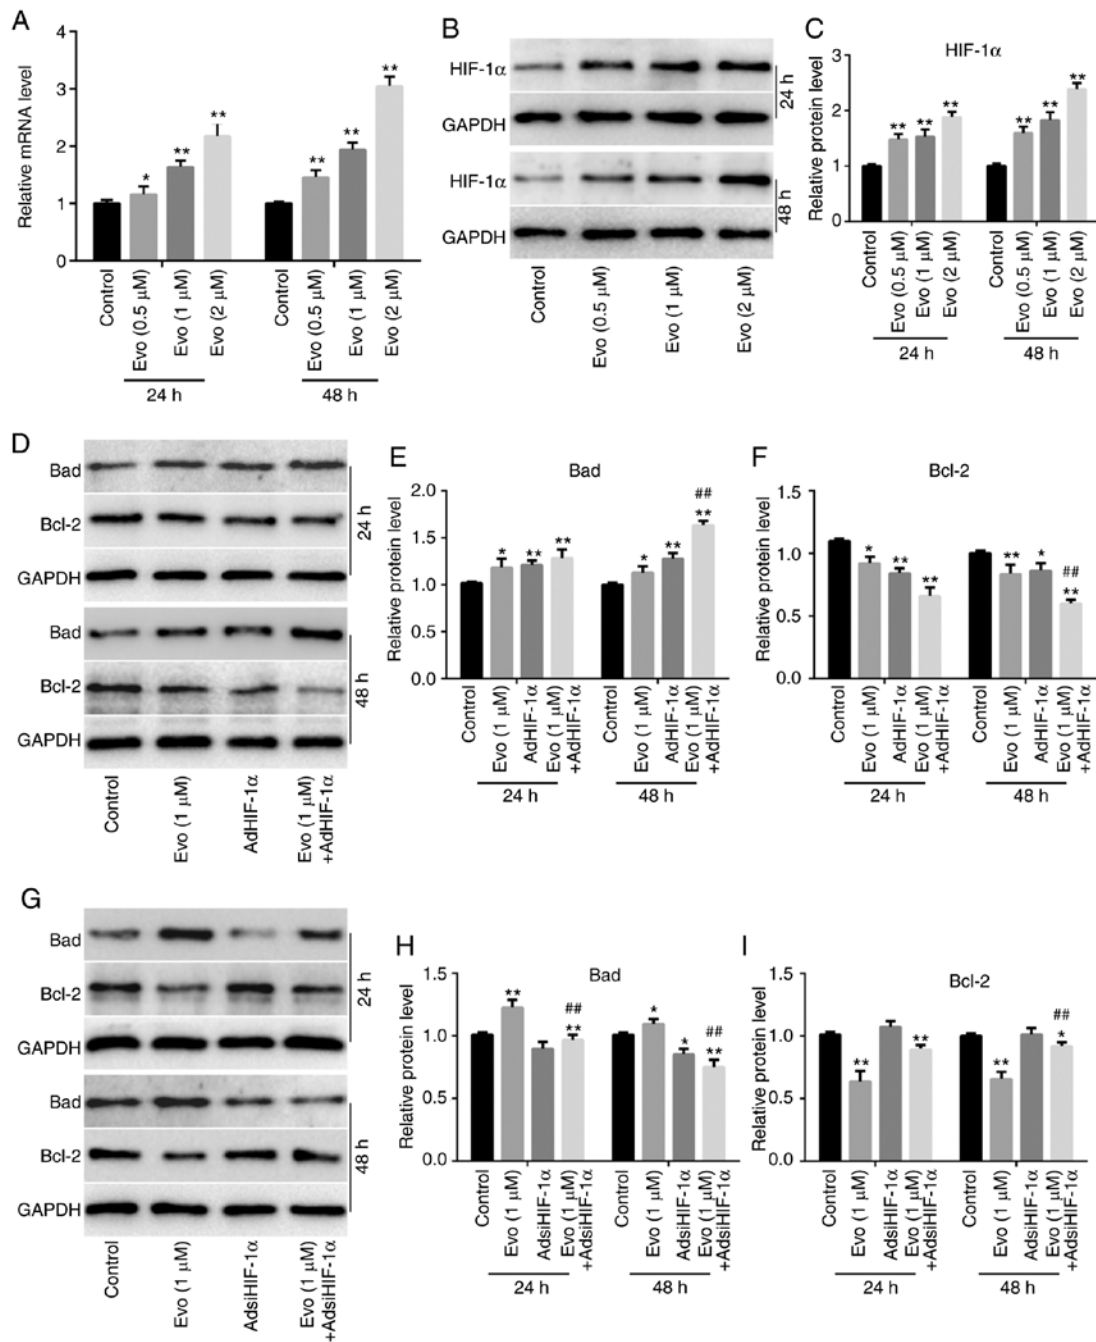 A
Relative mRNA level
4
3
2
1
0
*
**
**
**
**
**
Control
Evo (0.5 μM)
Evo (1 μM)
Evo (2 μM)
Control
Evo (0.5 μM)
Evo (1 μM)
Evo (2 μM)
24 h
48 h
B
HIF-1α
GAPDH
24 h
HIF-1α
GAPDH
48 h
Control
Evo (0.5 μM)
Evo (1 μM)
Evo (2 μM)
C
HIF-1α
Relative protein level
3
2
1
0
**
**
**
**
**
**
Control
Evo (0.5 μM)
Evo (1 μM)
Evo (2 μM)
Control
Evo (0.5 μM)
Evo (1 μM)
Evo (2 μM)
24 h
48 h
D
Bad
Bcl-2
GAPDH
24 h
Bad
Bcl-2
GAPDH
48 h
Control
Evo (1 μM)
AdHIF-1α
Evo (1 μM)
+AdHIF-1α
E
Bad
Relative protein level
2.0
1.5
1.0
0.5
0.0
*
**
**
*
**
##
**
Control
Evo (1 μM)
AdHIF-1α
Evo (1 μM)
+AdHIF-1α
Control
Evo (1 μM)
AdHIF-1α
Evo (1 μM)
+AdHIF-1α
24 h
48 h
F
Bcl-2
Relative protein level
1.5
1.0
0.5
0.0
*
**
**
**
*
##
**
Control
Evo (1 μM)
AdHIF-1α
Evo (1 μM)
+AdHIF-1α
Control
Evo (1 μM)
AdHIF-1α
Evo (1 μM)
+AdHIF-1α
24 h
48 h
G
Bad
Bcl-2
GAPDH
24 h
Bad
Bcl-2
GAPDH
48 h
Control
Evo (1 μM)
AdsiHIF-1α
Evo (1 μM)
+AdsiHIF-1α
H
Bad
Relative protein level
1.5
1.0
0.5
0.0
**
##
**
*
*
##
**
Control
Evo (1 μM)
AdsiHIF-1α
Evo (1 μM)
+AdsiHIF-1α
Control
Evo (1 μM)
AdsiHIF-1α
Evo (1 μM)
+AdsiHIF-1α
24 h
48 h
I
Bcl-2
Relative protein level
1.5
1.0
0.5
0.0
**
**
**
##
*
Control
Evo (1 μM)
AdsiHIF-1α
Evo (1 μM)
+AdsiHIF-1α
Control
Evo (1 μM)
AdsiHIF-1α
Evo (1 μM)
+AdsiHIF-1α
24 h
48 h